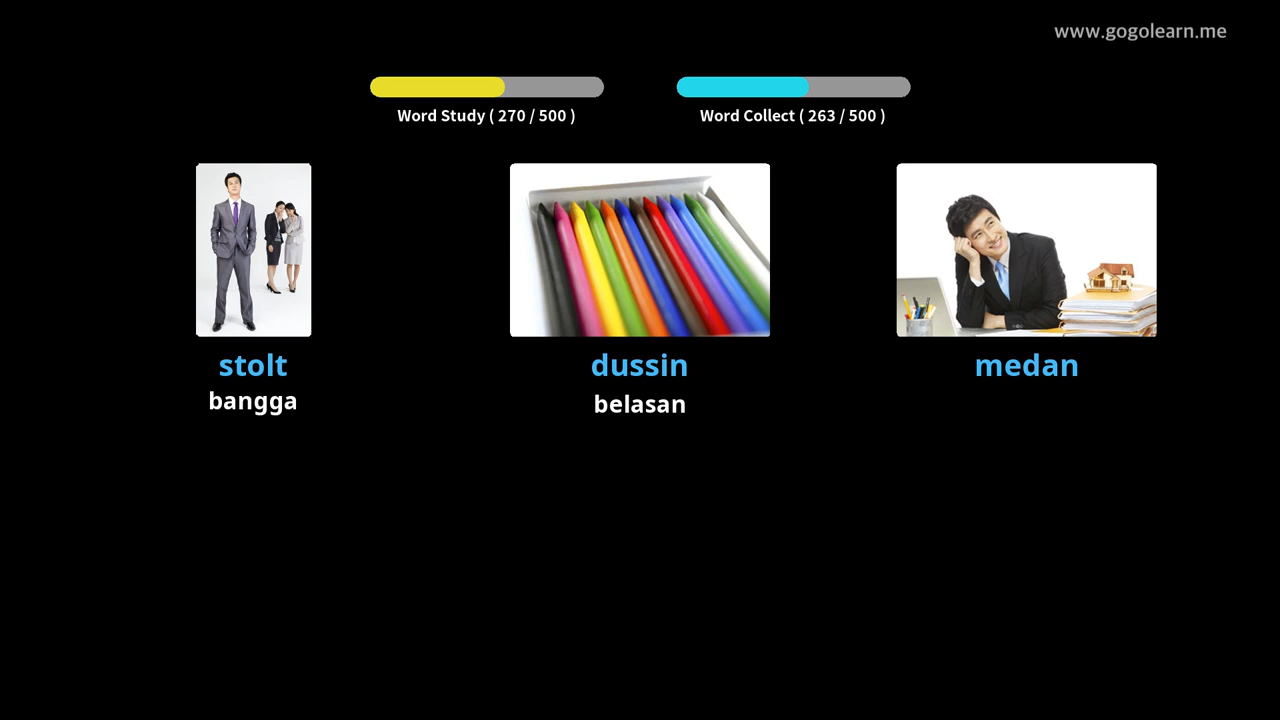 www.gogolearn.me
Word Study ( 270 / 500 )
Word Collect ( 263 / 500 )
stolt
bangga
dussin
belasan
medan